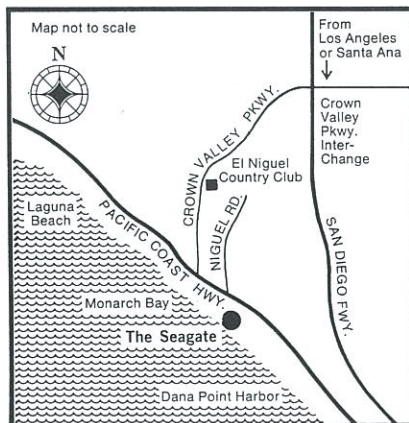 Map not to scale
N
From
Los Angeles
or Santa Ana
Crown
Valley
Pkwy.
Inter-
Change
CROWN VALLEY PKWY.
El Niguel
Country Club
NIGUEL RD.
Laguna
Beach
PACIFIC COAST HWY.
SAN DIEGO FWY.
Monarch Bay
The Seagate
Dana Point Harbor